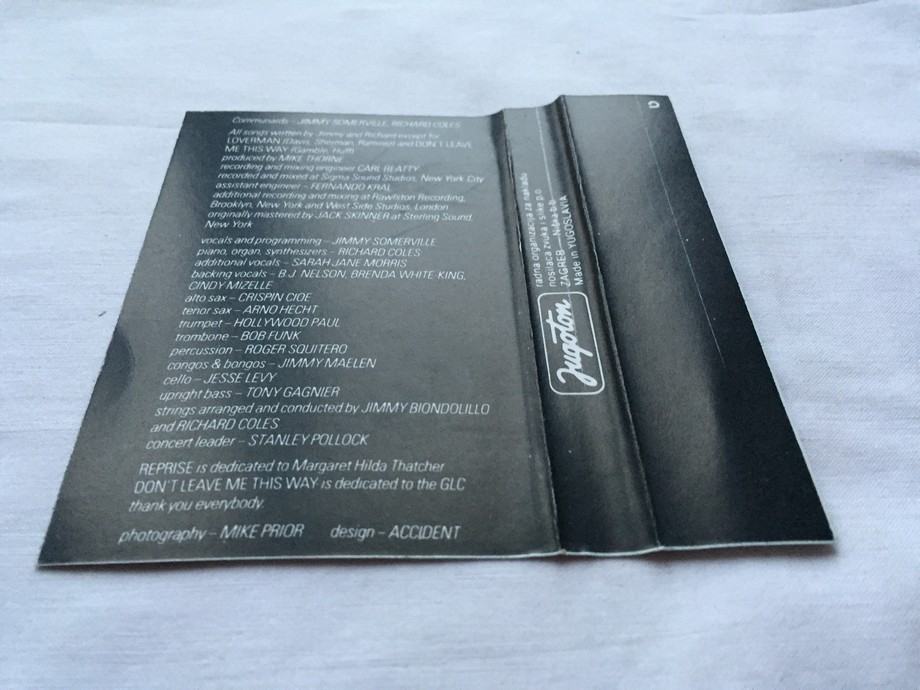 Communards – JIMMY SOMERVILLE, RICHARD COLES
All songs written by Jimmy and Richard except for
LOVERMAN (Davis, Sherman, Ramirez) and DON'T LEAVE
ME THIS WAY (Gamble, Huff)
produced by MIKE THORNE
recording and mixing engineer CARL BEATTY
recorded and mixed at Sigma Sound Studios, New York City
assistant engineer – FERNANDO KRAL
additional recording and mixing at Rawlston Recording,
Brooklyn, New York and West Side Studios, London
originally mastered by JACK SKINNER at Sterling Sound,
New York
vocals and programming – JIMMY SOMERVILLE
piano, organ, synthesizers – RICHARD COLES
additional vocals – SARAH JANE MORRIS
backing vocals – B.J. NELSON, BRENDA WHITE-KING,
CINDY MIZELLE
alto sax – CRISPIN CIOE
tenor sax – ARNO HECHT
trumpet – HOLLYWOOD PAUL
trombone – BOB FUNK
percussion – ROGER SQUITERO
congos & bongos – JIMMY MAELEN
cello – JESSE LEVY
upright bass – TONY GAGNIER
strings arranged and conducted by JIMMY BIONDOLILLO
and RICHARD COLES
concert leader – STANLEY POLLOCK
REPRISE is dedicated to Margaret Hilda Thatcher
DON'T LEAVE ME THIS WAY is dedicated to the GLC
thank you everybody.
photography – MIKE PRIOR design – ACCIDENT
Jugoton
radna organizacija za nakladu
nosilaca zvuka i slike p.o.
ZAGREB—
Made in YUGOSLAVIA